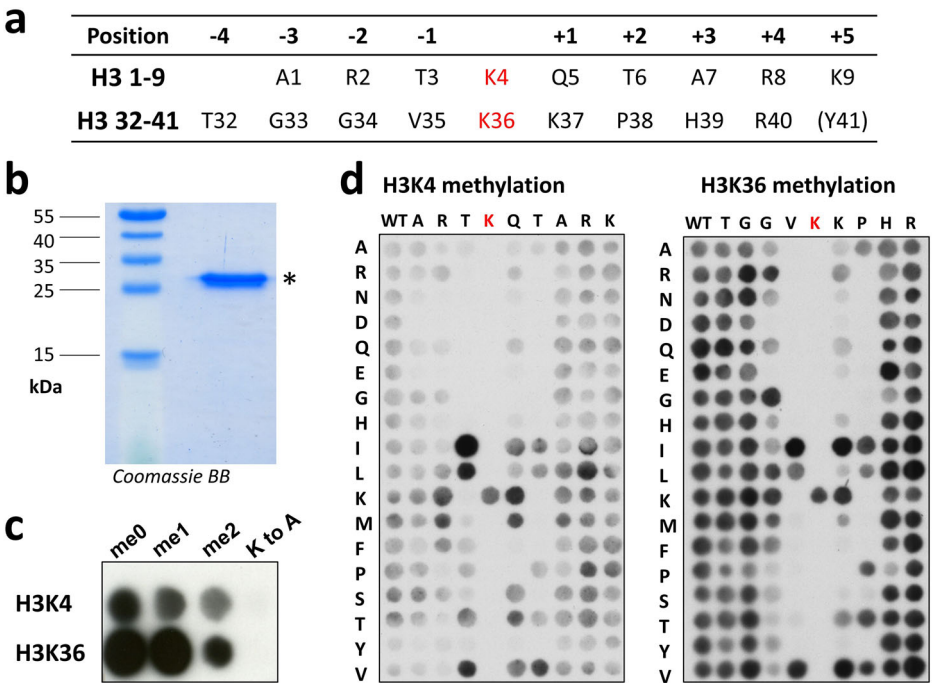 a
Position -4 -3 -2 -1 +1 +2 +3 +4 +5
H3 1-9 A1 R2 T3 K4 Q5 T6 A7 R8 K9
H3 32-41 T32 G33 G34 V35 K36 K37 P38 H39 R40 (Y41)
b
55
40
35
25
15
kDa
*
Coomassie BB
c
me0 me1 me2 K to A
H3K4
H3K36
d
H3K4 methylation
WT A R T K Q T A R K
A
R
N
D
Q
E
G
H
I
L
K
M
F
P
S
T
Y
V
H3K36 methylation
WT T G G V K K P H R
A
R
N
D
Q
E
G
H
I
L
K
M
F
P
S
T
Y
V